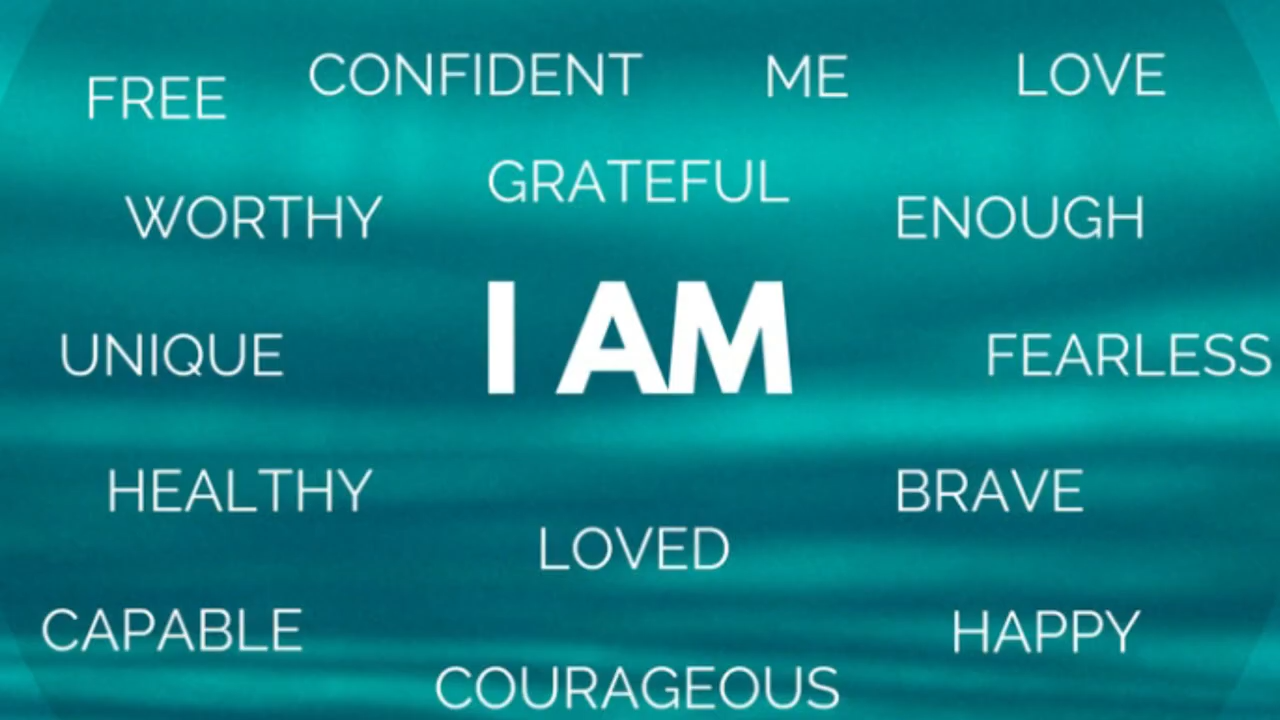 FREE CONFIDENT ME LOVE
GRATEFUL
WORTHY ENOUGH
I AM
UNIQUE FEARLESS
HEALTHY BRAVE
LOVED
CAPABLE HAPPY
COURAGEOUS